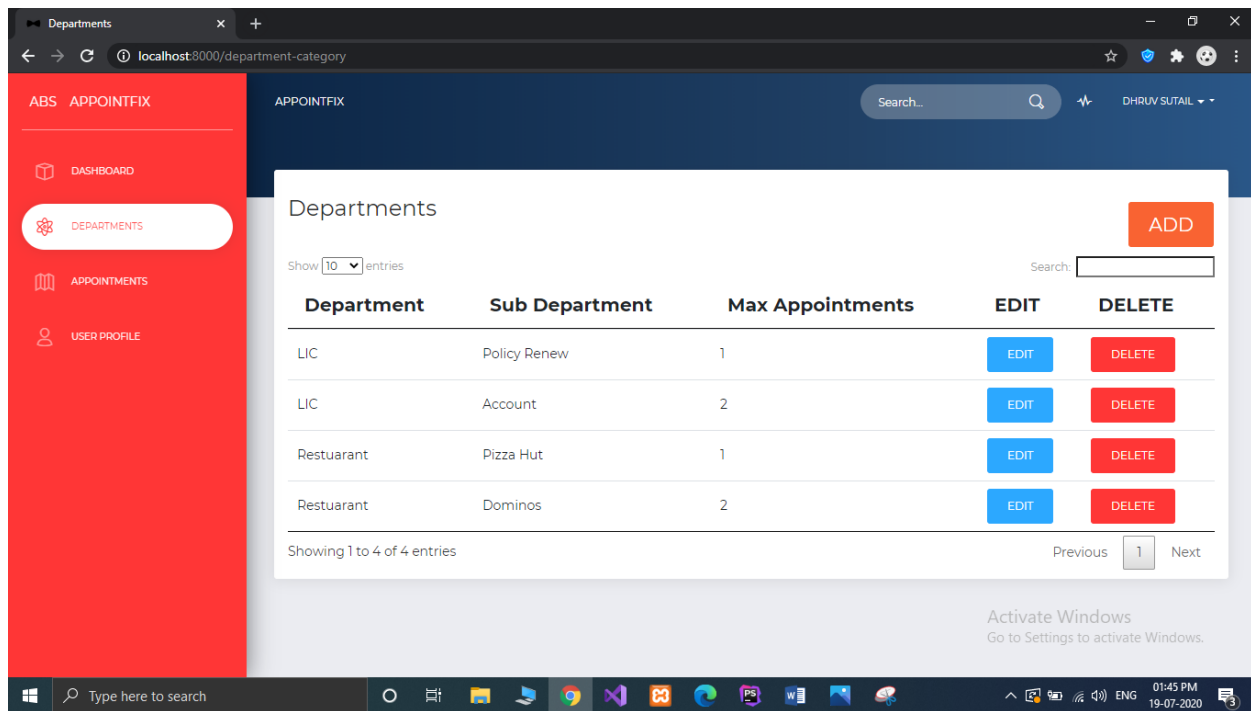 Departments
localhost:8000/department-category
ABS APPOINTFIX
APPOINTFIX
Search...
DHRUV SUTAIL
DASHBOARD
DEPARTMENTS
APPOINTMENTS
USER PROFILE
Departments
ADD
Show 10 entries
Search:
Department Sub Department Max Appointments EDIT DELETE
LIC Policy Renew 1 EDIT DELETE
LIC Account 2 EDIT DELETE
Restuarant Pizza Hut 1 EDIT DELETE
Restuarant Dominos 2 EDIT DELETE
Showing 1 to 4 of 4 entries
Previous 1 Next
Activate Windows
Go to Settings to activate Windows.
Type here to search
PS
W
ENG
01:45 PM
19-07-2020
3